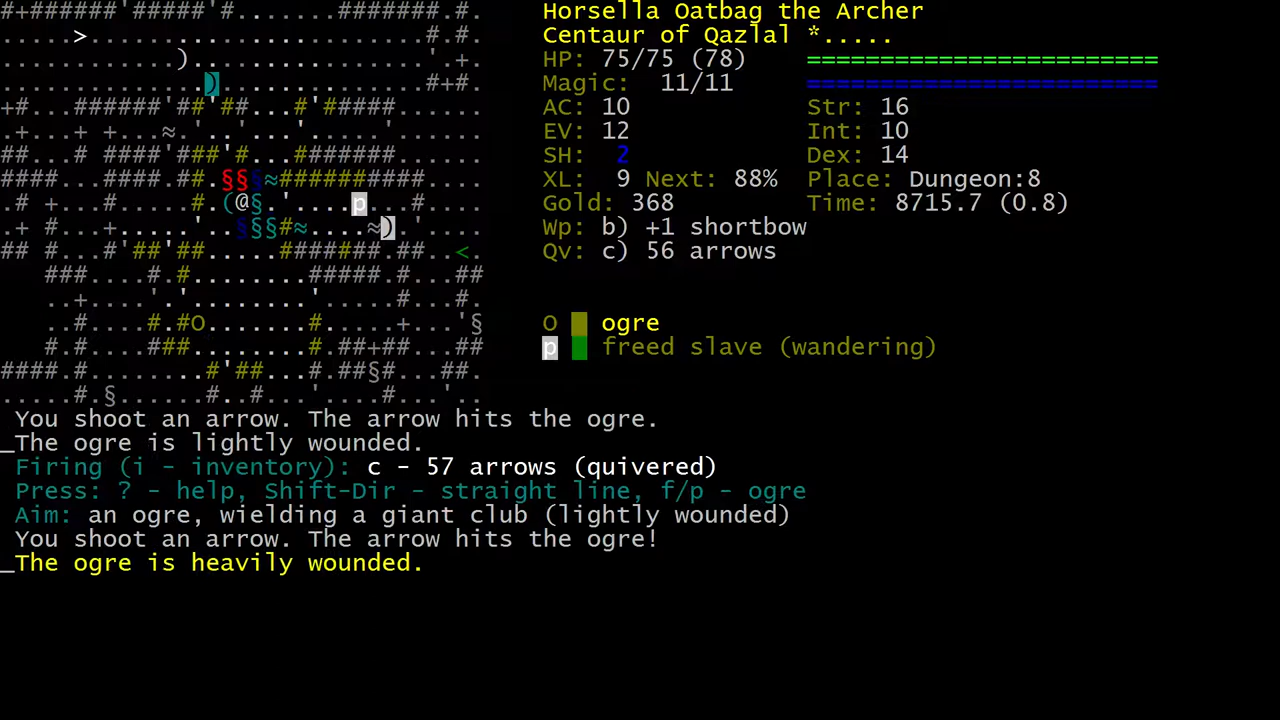 Horsella Oatbag the Archer
Centaur of Qazlal *.....
HP: 75/75 (78)
Magic: 11/11
AC: 10 Str: 16
EV: 12 Int: 10
SH: 2 Dex: 14
XL: 9 Next: 88% Place: Dungeon:8
Gold: 368 Time: 8715.7 (0.8)
Wp: b) +1 shortbow
Qv: c) 56 arrows
o ogre
p freed slave (wandering)
You shoot an arrow. The arrow hits the ogre.
_The ogre is lightly wounded.
Firing (i - inventory): c - 57 arrows (quivered)
Press: ? - help, Shift-Dir - straight line, f/p - ogre
Aim: an ogre, wielding a giant club (lightly wounded)
You shoot an arrow. The arrow hits the ogre!
_The ogre is heavily wounded.